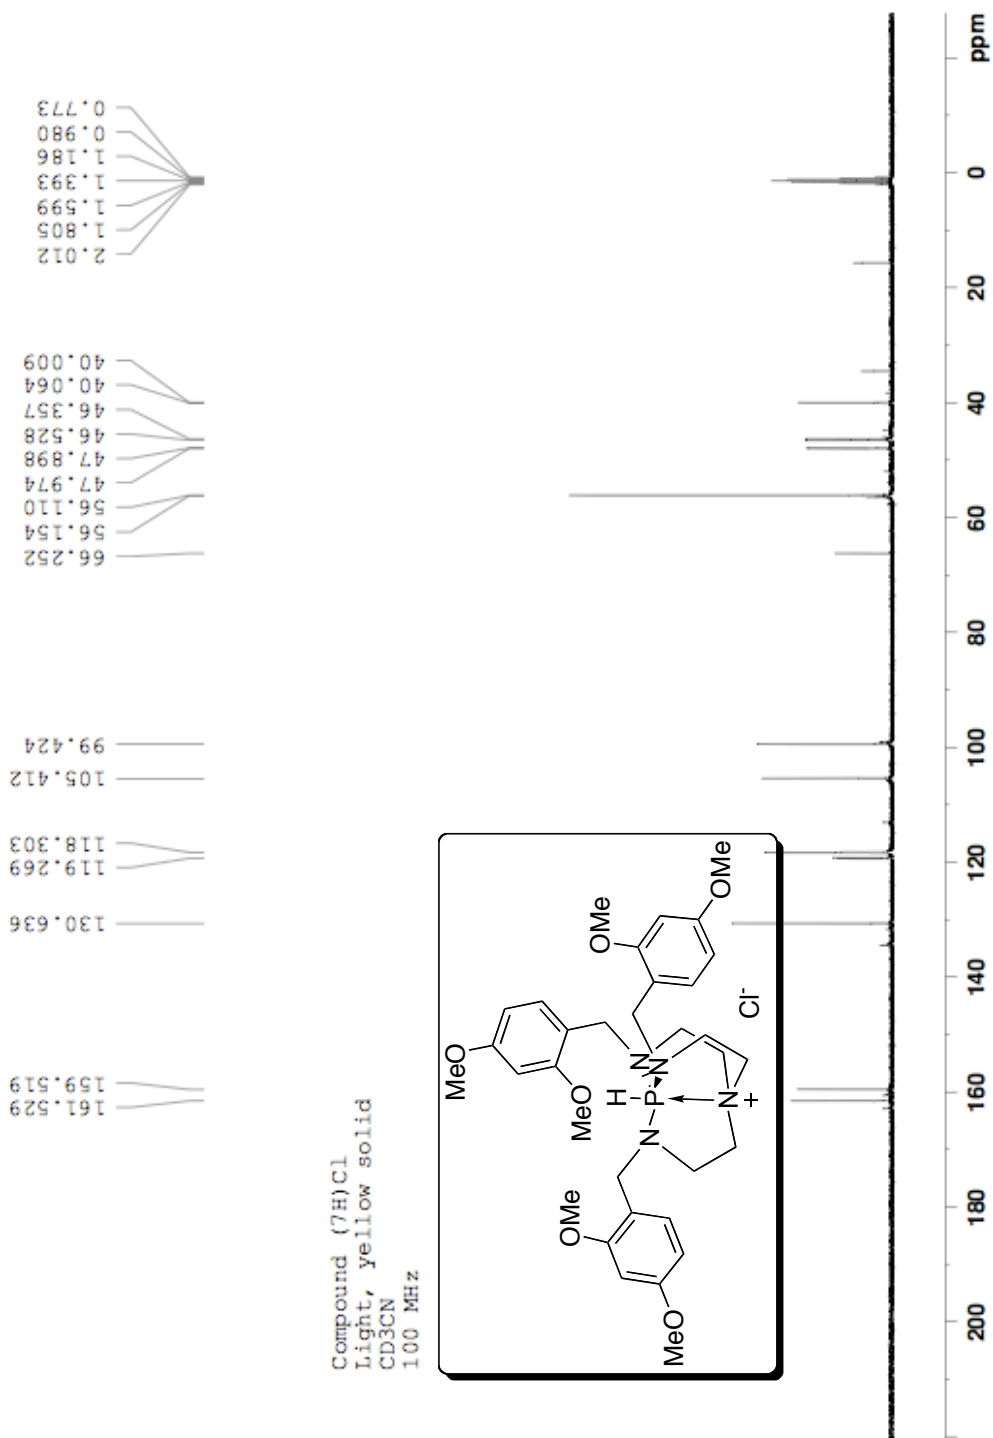 0.773
0.980
1.186
1.393
1.599
1.805
2.012
40.009
40.064
46.357
46.528
47.898
47.974
56.110
56.154
66.252
99.424
105.412
118.303
119.269
130.636
159.519
161.529
Compound (7H)Cl
Light, yellow solid
CD3CN
100 MHz
MeO
OMe
OMe
MeO
H
N
N
N
P
N
+
OMe
MeO
Cl-
200
180
160
140
120
100
80
60
40
20
0
ppm